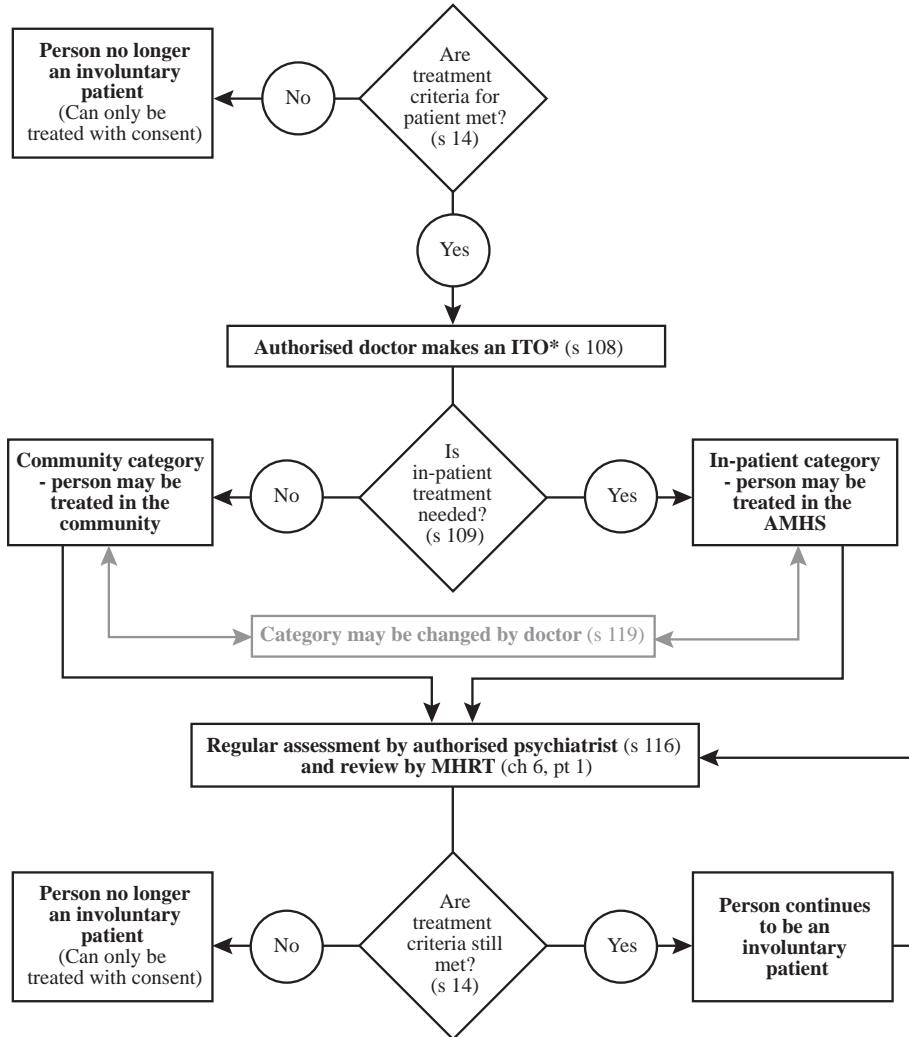 Person no longer
an involuntary
patient
(Can only be
treated with consent)
No
Are
treatment
criteria for
patient met?
(s 14)
Yes
Authorised doctor makes an ITO* (s 108)
Community category
- person may be
treated in the
community
No
Is
in-patient
treatment
needed?
(s 109)
Yes
In-patient category
- person may be
treated in the
AMHS
Category may be changed by doctor (s 119)
Regular assessment by authorised psychiatrist (s 116)
and review by MHRT (ch 6, pt 1)
Person no longer
an involuntary
patient
(Can only be
treated with consent)
No
Are
treatment
criteria still
met?
(s 14)
Yes
Person continues
to be an
involuntary
patient